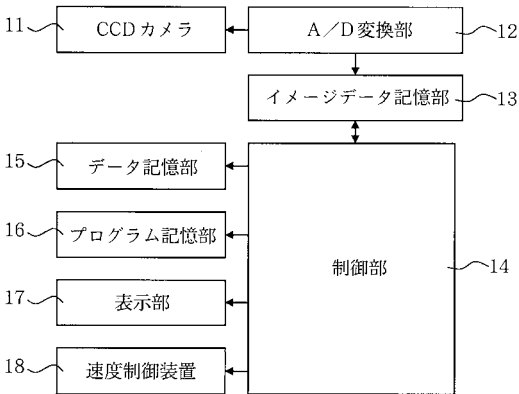 11 CCDカメラ A／D変換部 12
イメージデータ記憶部 13
15 データ記憶部
16 プログラム記憶部
制御部 14
17 表示部
18 速度制御装置